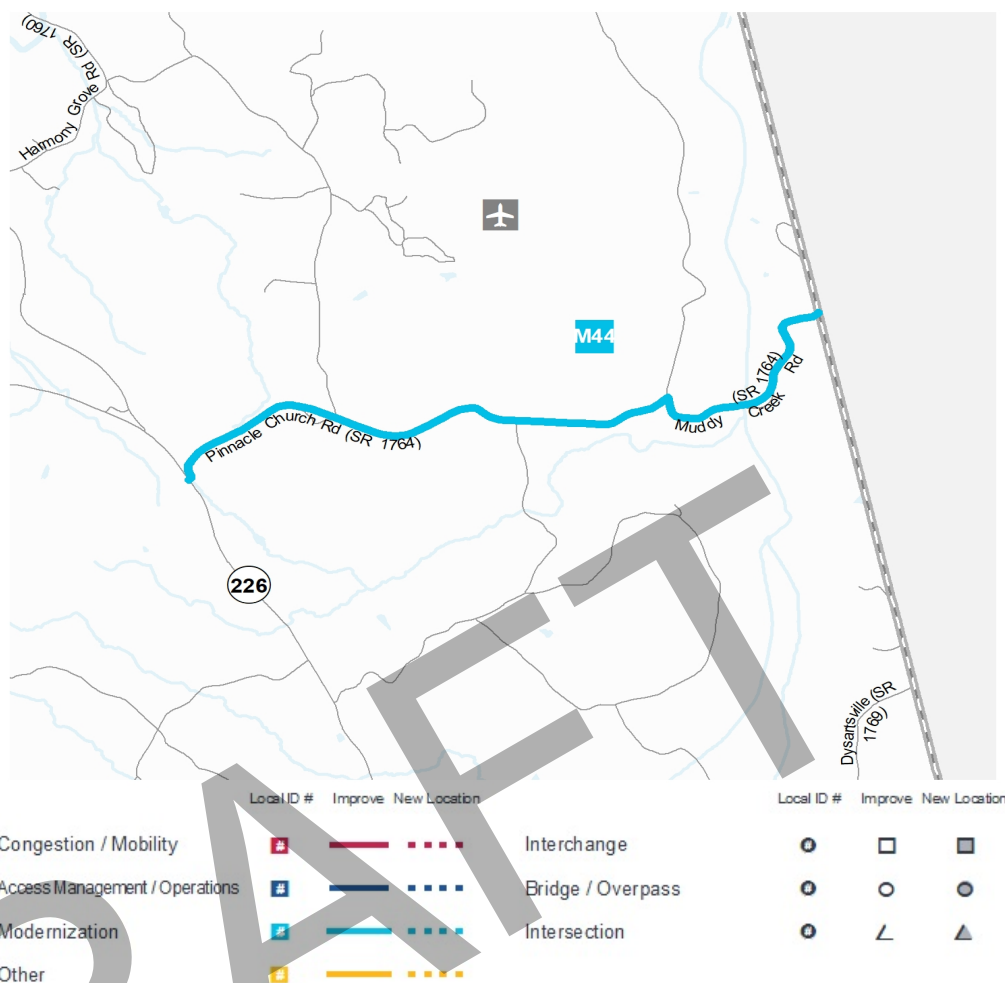 Harmony Grove Rd (SR 1760)
M44
(SR 1764)
Muddy Creek Rd
Pinnacle Church Rd (SR 1764)
226
Dysartsville (SR 1769)
DRAFT
Local ID # Improve New Location
Congestion / Mobility #
Access Management / Operations #
Modernization #
Other #
Local ID # Improve New Location
Interchange #
Bridge / Overpass #
Intersection #